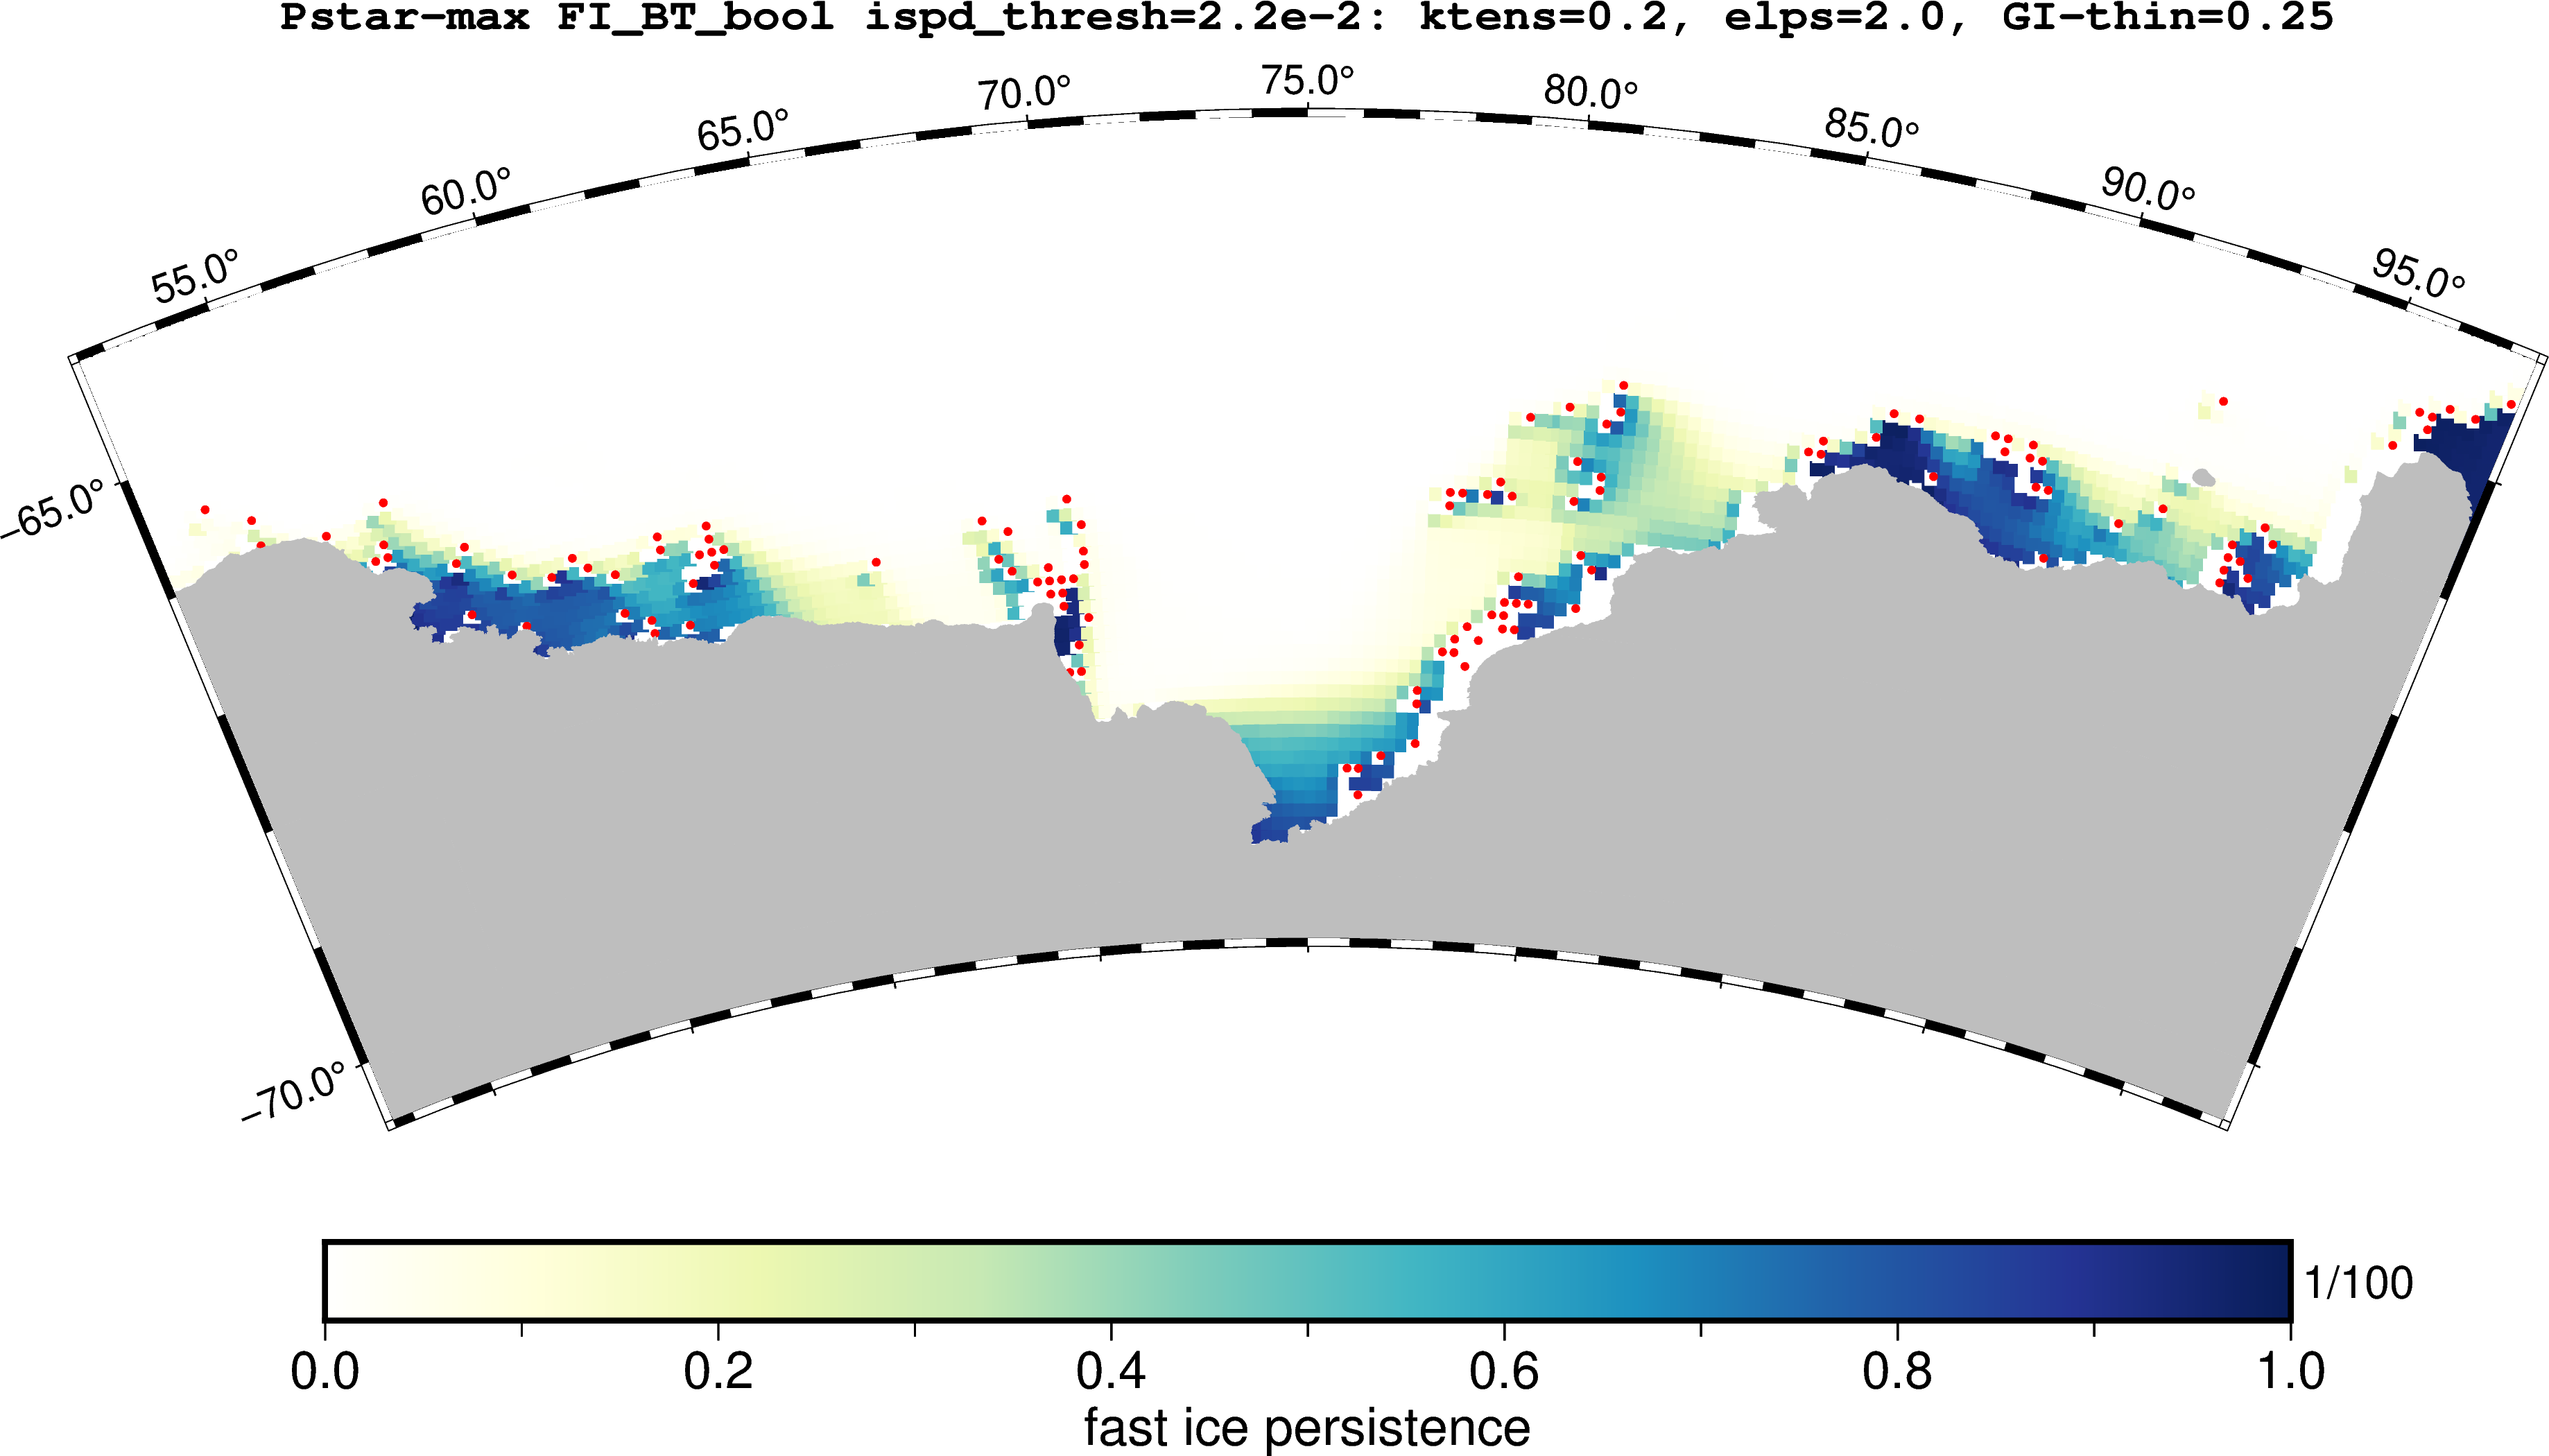 Pstar-max FI_BT_bool ispd_thresh=2.2e-2: ktens=0.2, elps=2.0, GI-thin=0.25
55.0° 60.0° 65.0° 70.0° 75.0° 80.0° 85.0° 90.0° 95.0°
-65.0°
-70.0°
1/100
0.0 0.2 0.4 0.6 0.8 1.0
fast ice persistence